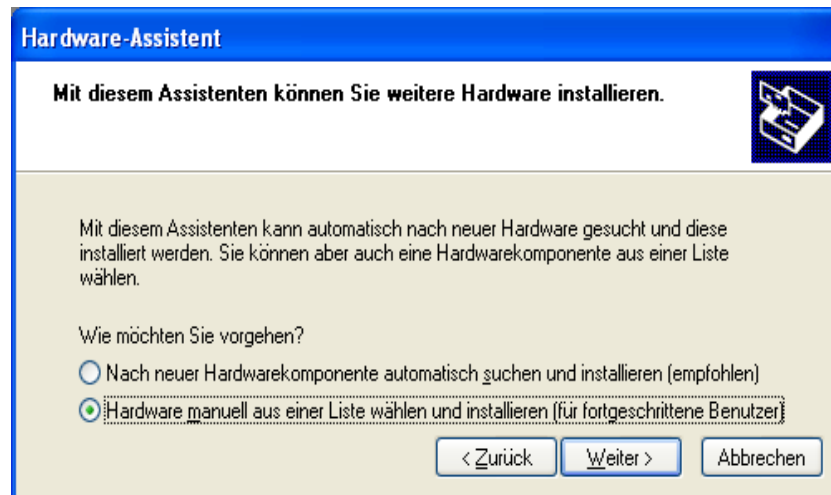 Hardware-Assistent
Mit diesem Assistenten können Sie weitere Hardware installieren.
Mit diesem Assistenten kann automatisch nach neuer Hardware gesucht und diese
installiert werden. Sie können aber auch eine Hardwarekomponente aus einer Liste
wählen.
Wie möchten Sie vorgehen?
Nach neuer Hardwarekomponente automatisch suchen und installieren (empfohlen)
Hardware manuell aus einer Liste wählen und installieren (für fortgeschrittene Benutzer)
< Zurück Weiter > Abbrechen